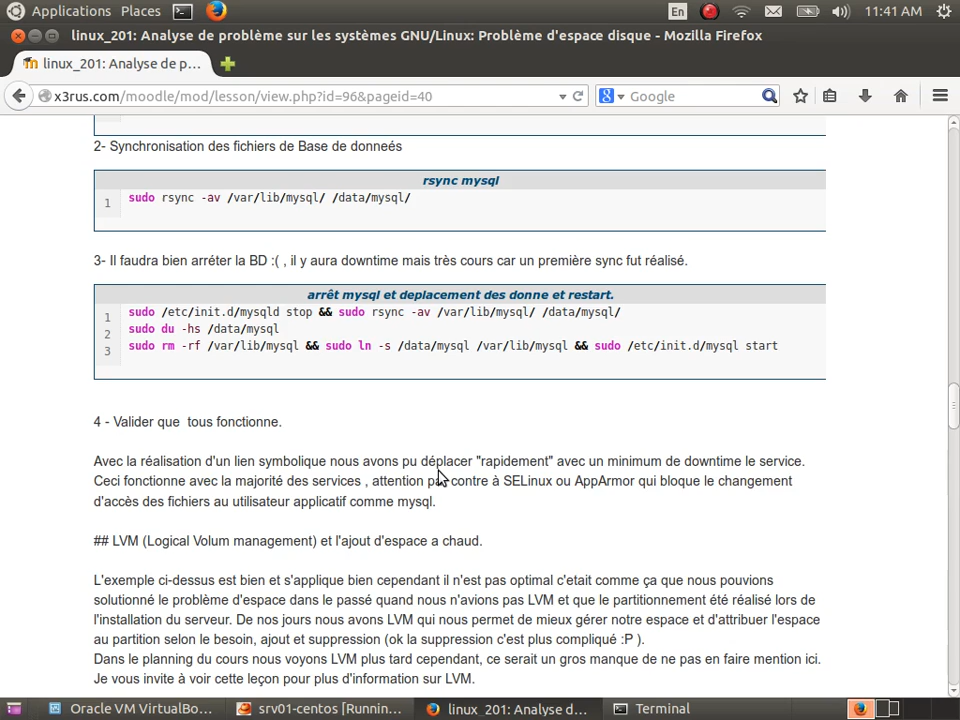 Applications Places En 11:41 AM
linux_201: Analyse de problème sur les systèmes GNU/Linux: Problème d'espace disque - Mozilla Firefox
linux_201: Analyse de p...
x3rus.com/moodle/mod/lesson/view.php?id=96&pageid=40 Google
2- Synchronisation des fichiers de Base de donneés
rsync mysql
1 sudo rsync -av /var/lib/mysql/ /data/mysql/
3- Il faudra bien arréter la BD :( , il y aura downtime mais très cours car un première sync fut réalisé.
arrêt mysql et deplacement des donne et restart.
1 sudo /etc/init.d/mysqld stop && sudo rsync -av /var/lib/mysql/ /data/mysql/
2 sudo du -hs /data/mysql
3 sudo rm -rf /var/lib/mysql && sudo ln -s /data/mysql /var/lib/mysql && sudo /etc/init.d/mysql start
4 - Valider que tous fonctionne.
Avec la réalisation d'un lien symbolique nous avons pu déplacer "rapidement" avec un minimum de downtime le service.
Ceci fonctionne avec la majorité des services , attention par contre à SELinux ou AppArmor qui bloque le changement
d'accès des fichiers au utilisateur applicatif comme mysql.
## LVM (Logical Volum management) et l'ajout d'espace a chaud.
L'exemple ci-dessus est bien et s'applique bien cependant il n'est pas optimal c'etait comme ça que nous pouvions
solutionné le problème d'espace dans le passé quand nous n'avions pas LVM et que le partitionnement été réalisé lors de
l'installation du serveur. De nos jours nous avons LVM qui nous permet de mieux gérer notre espace et d'attribuer l'espace
au partition selon le besoin, ajout et suppression (ok la suppression c'est plus compliqué :P ).
Dans le planning du cours nous voyons LVM plus tard cependant, ce serait un gros manque de ne pas en faire mention ici.
Je vous invite à voir cette leçon pour plus d'information sur LVM.
Oracle VM VirtualBo... srv01-centos [Runnin... linux_201: Analyse d... Terminal